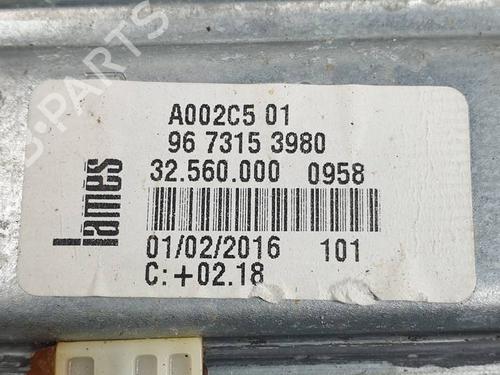 A002C5 01
96 7315 3980
32.560.000 0958
lames
01/02/2016 101
C:+02.18
B-PARTS